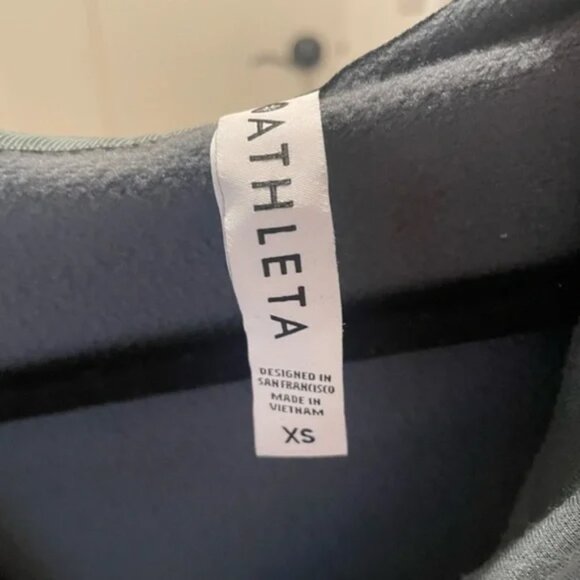 ATHLETA
DESIGNED IN
SAN FRANCISCO
MADE IN
VIETNAM
XS